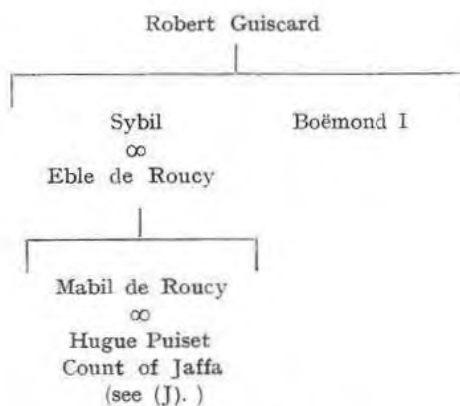 Robert Guiscard
Sybil Boëmond I
∞
Eble de Roucy
Mabil de Roucy
∞
Hugue Puiset
Count of Jaffa
(see (J). )